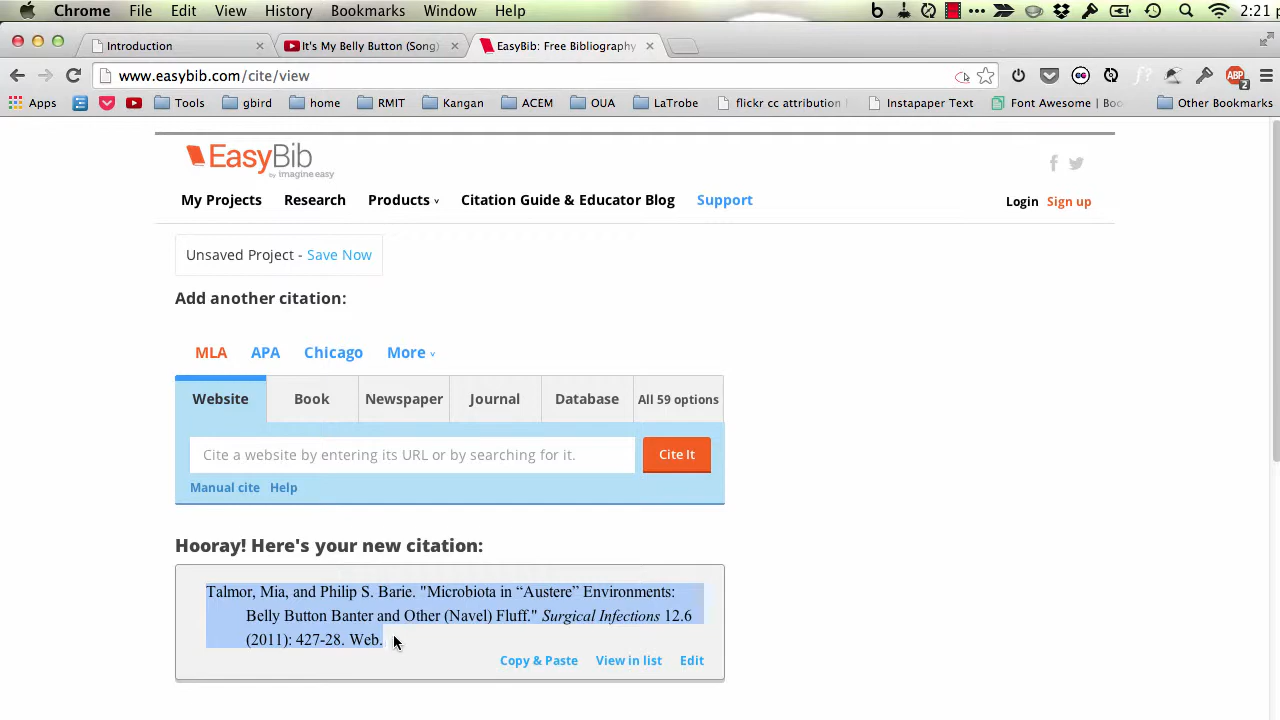 Chrome File Edit View History Bookmarks Window Help 2:21
Introduction It's My Belly Button (Song) EasyBib: Free Bibliography
www.easybib.com/cite/view
Apps Tools gbird home RMIT Kangan ACEM OUA LaTrobe flickr cc attribution Instapaper Text Font Awesome | Boo Other Bookmarks
ABP 2
EasyBib
by imagine easy
My Projects Research Products Citation Guide & Educator Blog Support Login Sign up
Unsaved Project - Save Now
Add another citation:
MLA APA Chicago More
Website Book Newspaper Journal Database All 59 options
Cite a website by entering its URL or by searching for it. Cite It
Manual cite Help
Hooray! Here's your new citation:
Talmor, Mia, and Philip S. Barie. "Microbiota in “Austere” Environments:
Belly Button Banter and Other (Navel) Fluff." Surgical Infections 12.6
(2011): 427-28. Web.
Copy & Paste View in list Edit